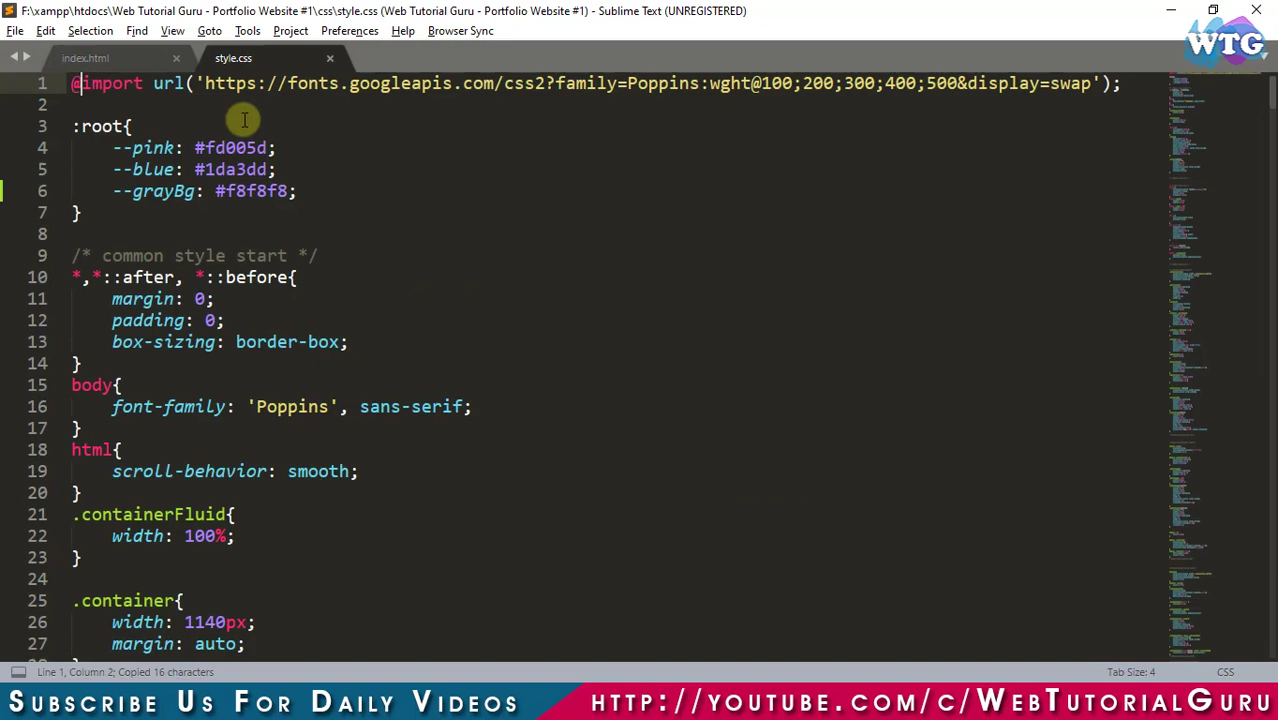 F:\xampp\htdocs\Web Tutorial Guru - Portfolio Website #1\css\style.css (Web Tutorial Guru - Portfolio Website #1) - Sublime Text (UNREGISTERED)
File Edit Selection Find View Goto Tools Project Preferences Help Browser Sync
WTG
index.html style.css
1 @import url('https://fonts.googleapis.com/css2?family=Poppins:wght@100;200;300;400;500&display=swap');
2
3 :root{
4 --pink: #fd005d;
5 --blue: #1da3dd;
6 --grayBg: #f8f8f8;
7 }
8
9 /* common style start */
10 *,*::after, *::before{
11 margin: 0;
12 padding: 0;
13 box-sizing: border-box;
14 }
15 body{
16 font-family: 'Poppins', sans-serif;
17 }
18 html{
19 scroll-behavior: smooth;
20 }
21 .containerFluid{
22 width: 100%;
23 }
24
25 .container{
26 width: 1140px;
27 margin: auto;
Line 1, Column 2; Copied 16 characters Tab Size: 4 CSS
Subscribe Us For Daily Videos http://youtube.com/c/WebTutorialGuru